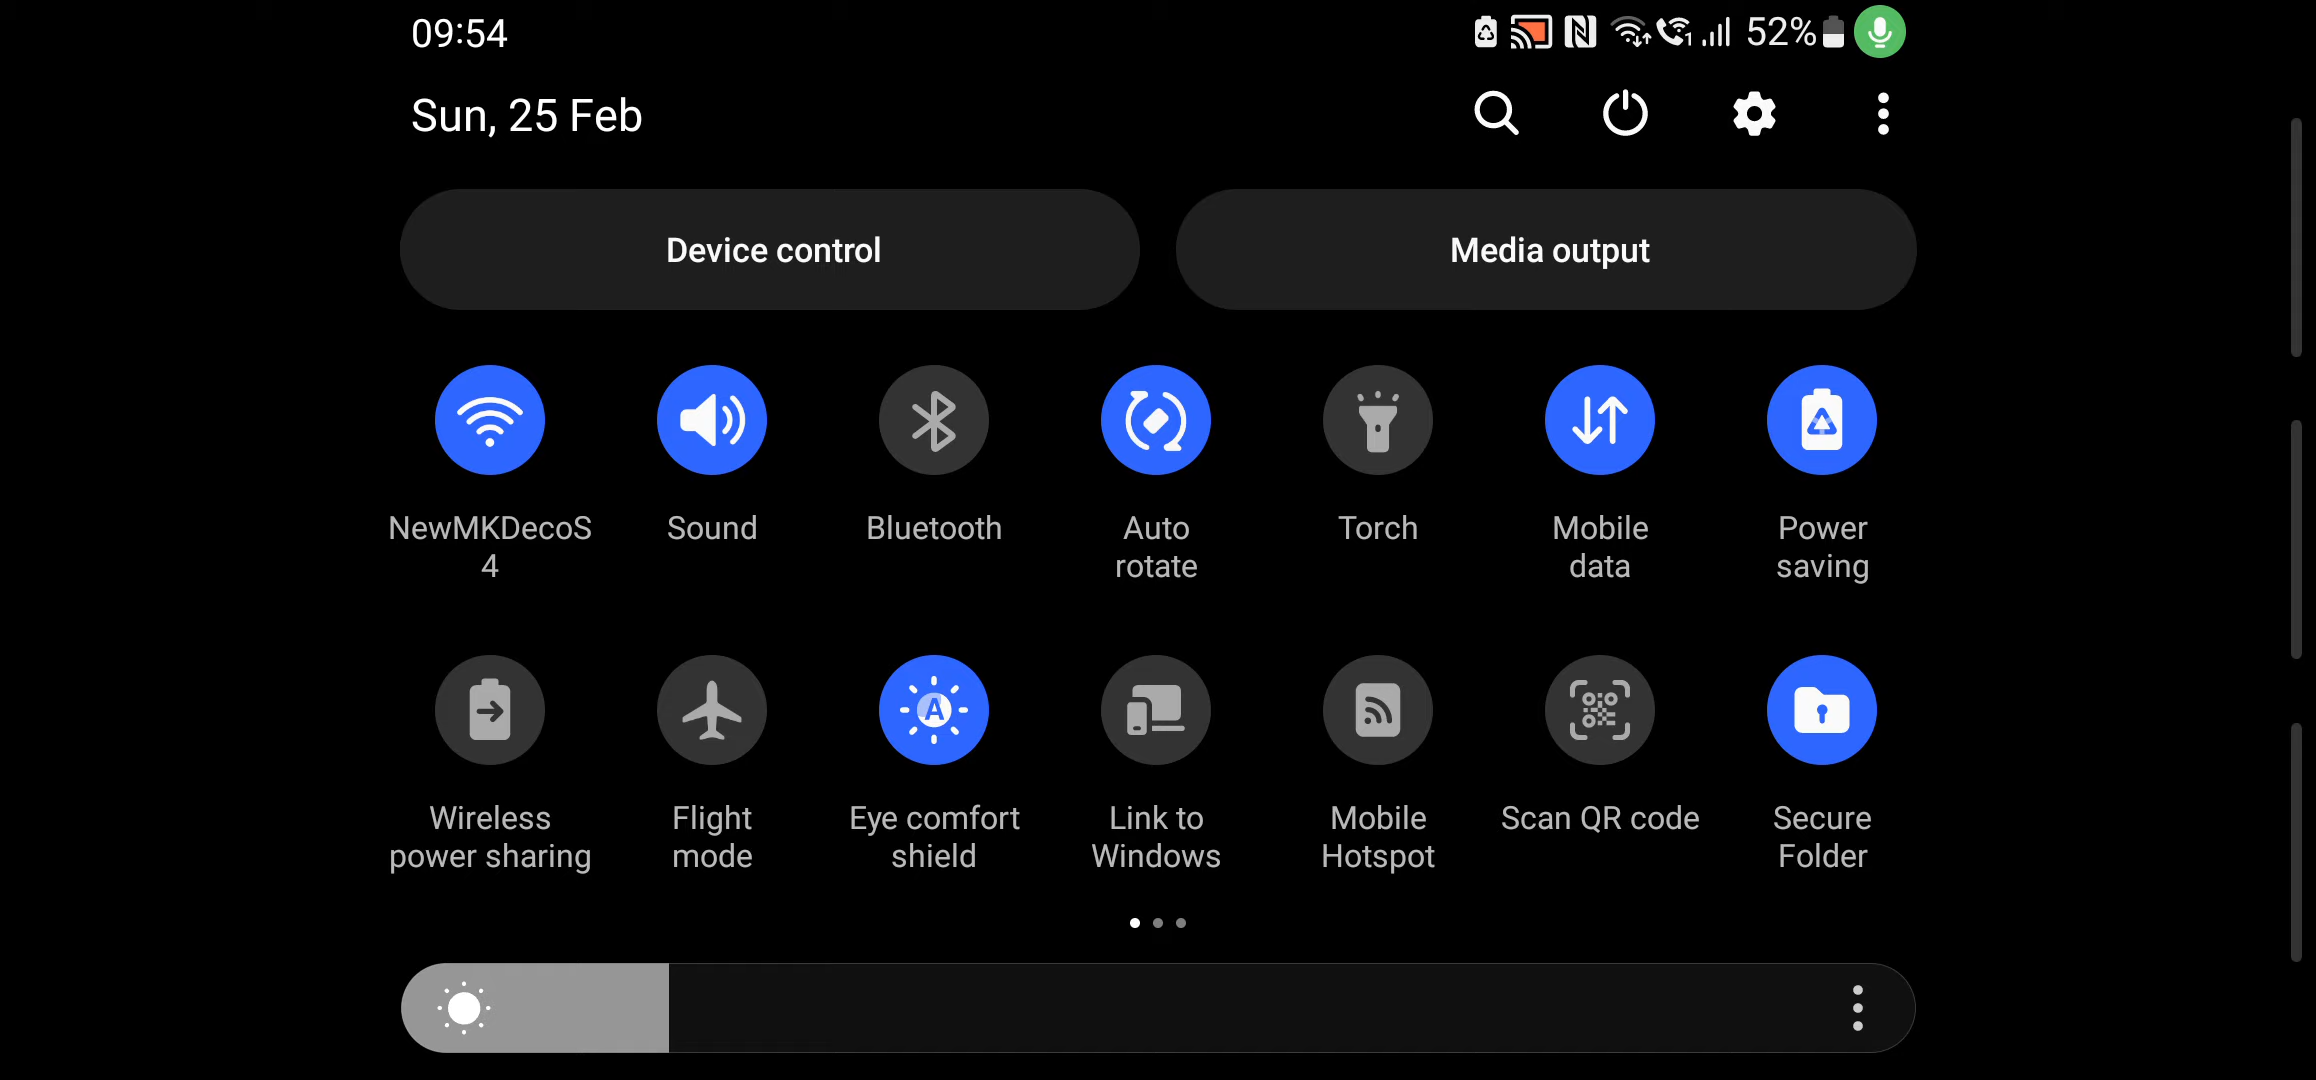 09:54
52%
Sun, 25 Feb
Device control
Media output
NewMKDecoS
4
Sound
Bluetooth
Auto
rotate
Torch
Mobile
data
Power
saving
Wireless
power sharing
Flight
mode
Eye comfort
shield
Link to
Windows
Mobile
Hotspot
Scan QR code
Secure
Folder